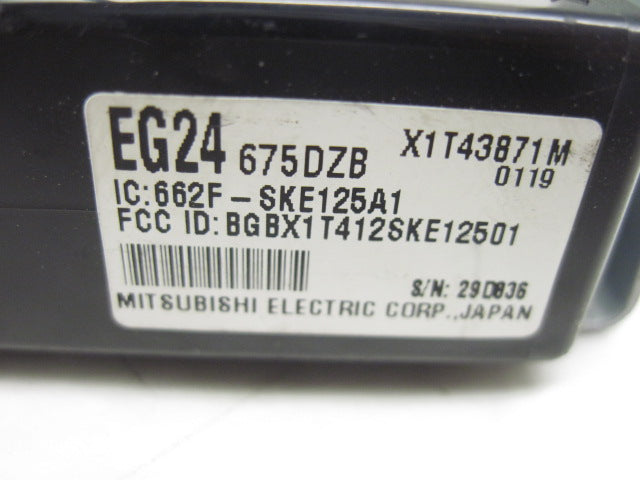 EG24 675DZB X1T43871M
0119
IC:662F-SKE125A1
FCC ID:BGBX1T412SKE12501
S/N: 29D836
MITSUBISHI ELECTRIC CORP.,JAPAN